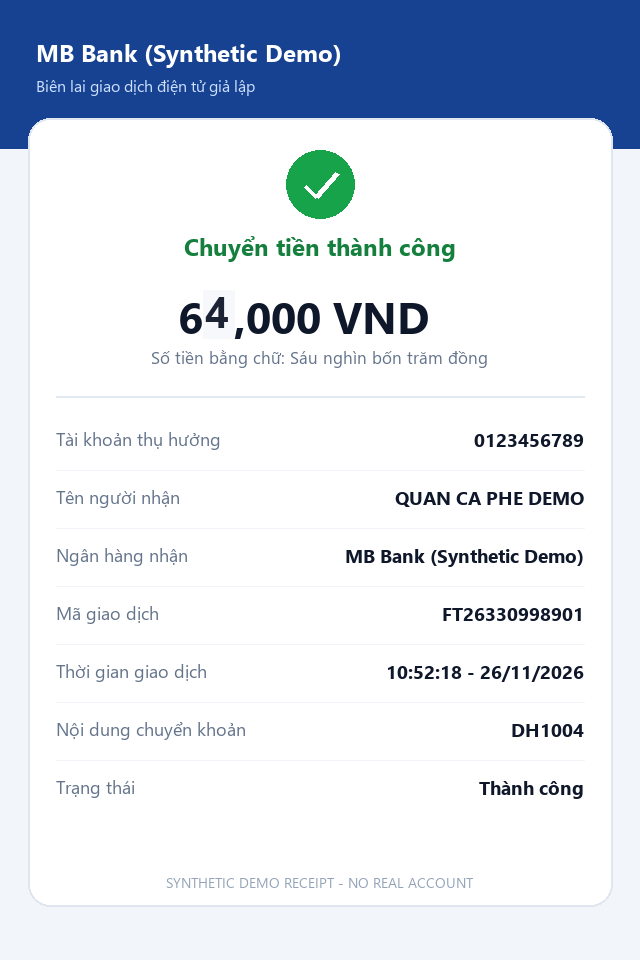 MB Bank (Synthetic Demo)
Biên lai giao dịch điện tử giả lập
Chuyển tiền thành công
64,000 VND
Số tiền bằng chữ: Sáu nghìn bốn trăm đồng
Tài khoản thụ hưởng 0123456789
Tên người nhận QUAN CA PHE DEMO
Ngân hàng nhận MB Bank (Synthetic Demo)
Mã giao dịch FT26330998901
Thời gian giao dịch 10:52:18 - 26/11/2026
Nội dung chuyển khoản DH1004
Trạng thái Thành công
SYNTHETIC DEMO RECEIPT - NO REAL ACCOUNT